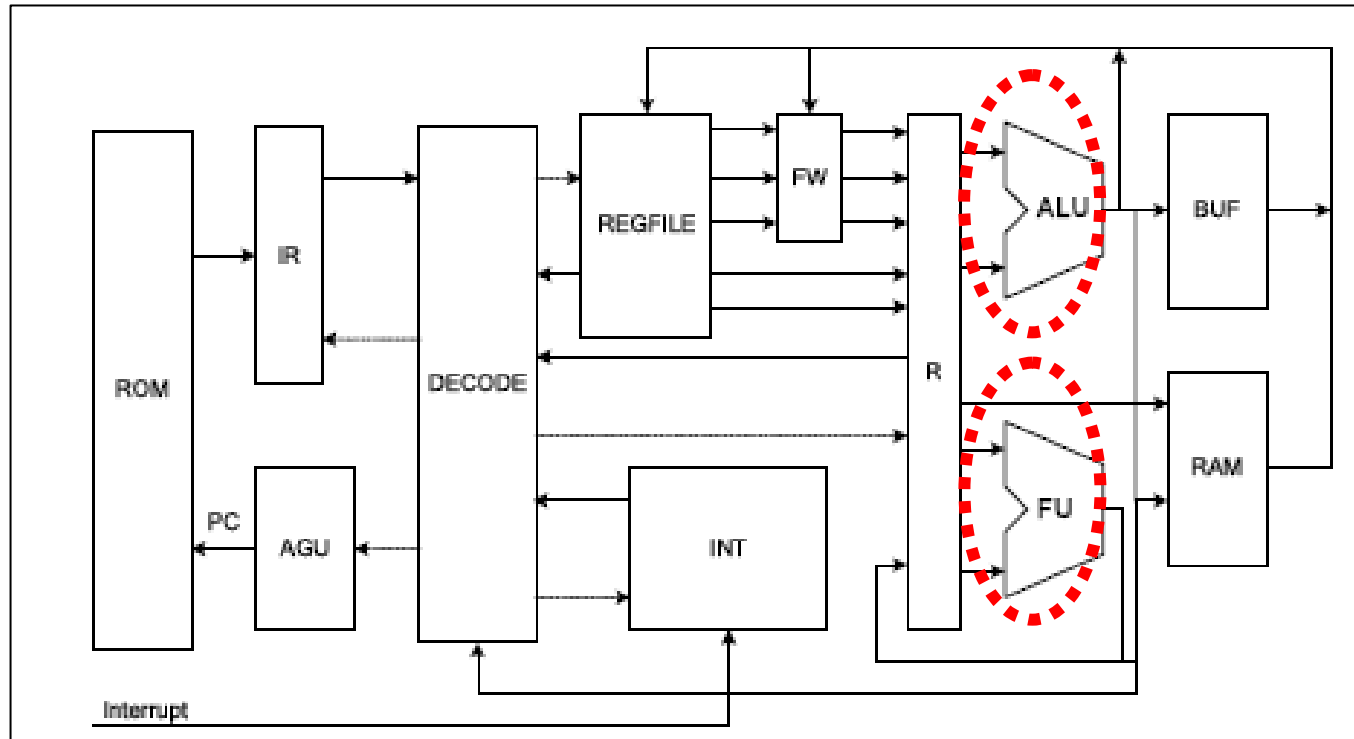 ROM
IR
DECODE
REGFILE
FW
R
ALU
BUF
PC
AGU
INT
FU
RAM
Interrupt